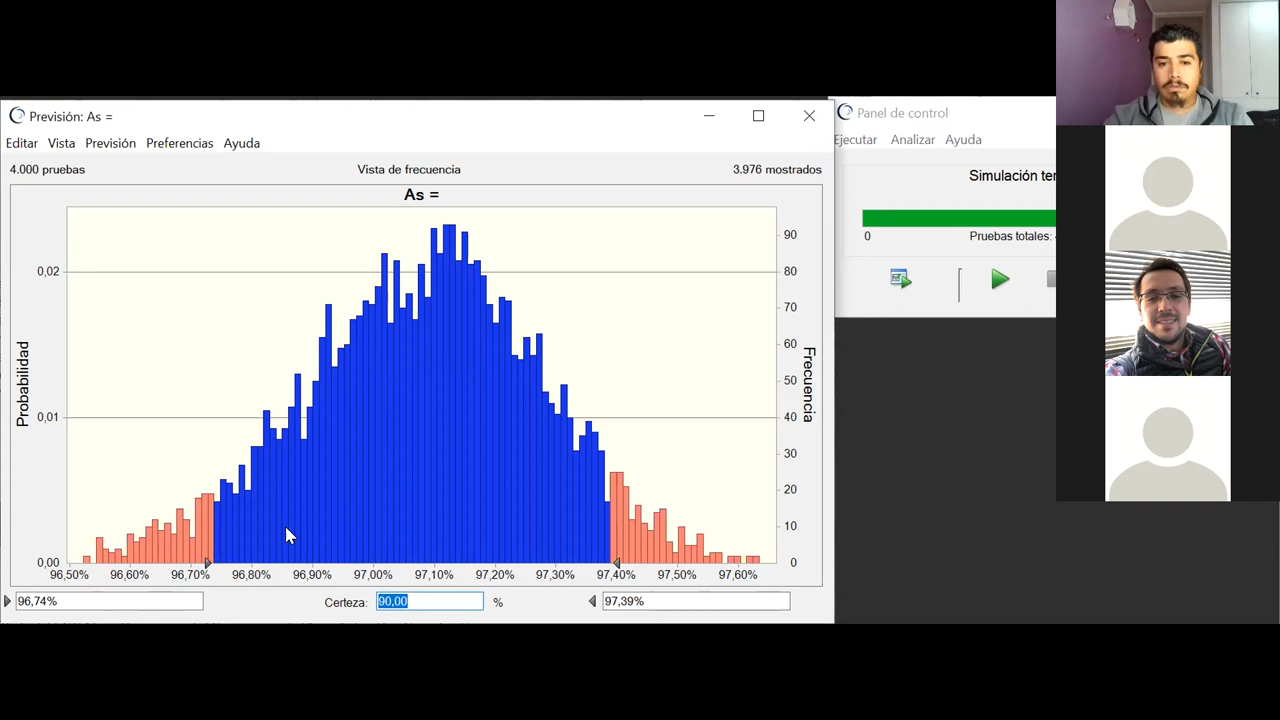 Previsión: As =
Editar Vista Previsión Preferencias Ayuda
4.000 pruebas Vista de frecuencia 3.976 mostrados
As =
Probabilidad
0,02
0,01
0,00
90
80
70
60
50
40
30
20
10
0
Frecuencia
96,50% 96,60% 96,70% 96,80% 96,90% 97,00% 97,10% 97,20% 97,30% 97,40% 97,50% 97,60%
96,74% Certeza: 90,00 % 97,39%
Panel de control
Ejecutar Analizar Ayuda
Simulación ter
0 Pruebas totales: